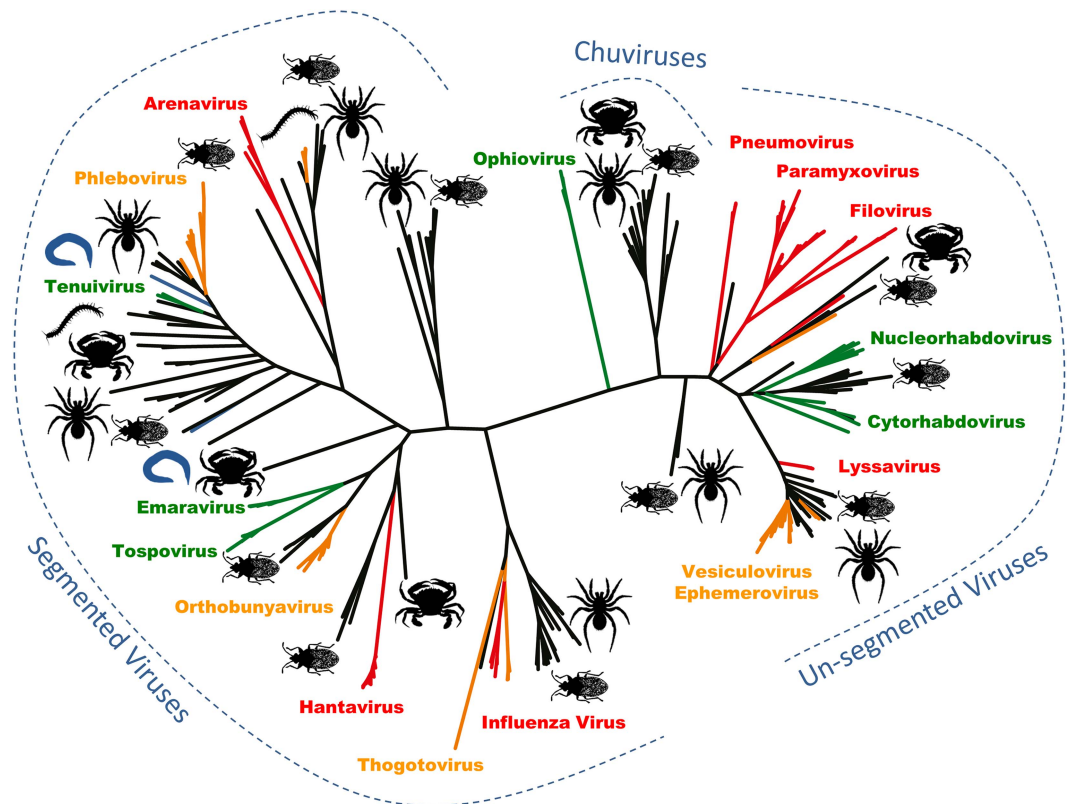 Chuviruses
Arenavirus
Pneumovirus
Ophiovirus
Paramyxovirus
Phlebovirus
Filovirus
Tenuivirus
Nucleorhabdovirus
Cytorhabdovirus
Lyssavirus
Emaravirus
Tospovirus
Vesiculovirus
Ephemerovirus
Orthobunyavirus
Segmented Viruses
Un-segmented Viruses
Hantavirus
Influenza Virus
Thogotovirus